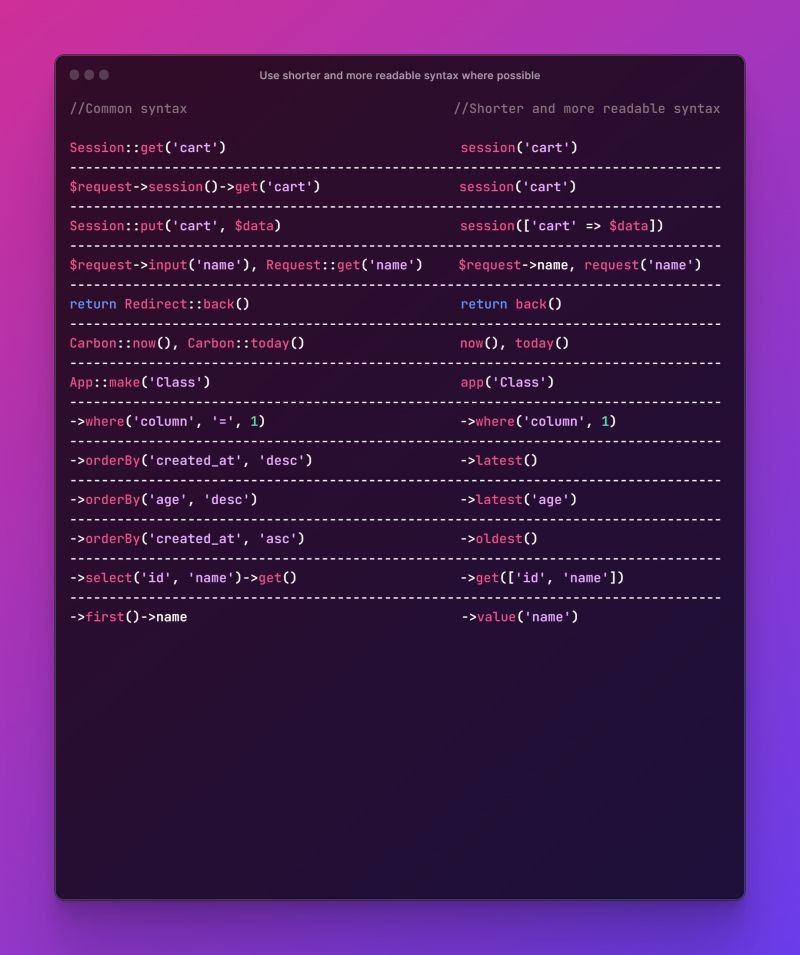 Use shorter and more readable syntax where possible
//Common syntax //Shorter and more readable syntax
Session::get('cart') session('cart')
------------------------------------------------------------------------------------
$request->session()->get('cart') session('cart')
------------------------------------------------------------------------------------
Session::put('cart', $data) session(['cart' => $data])
------------------------------------------------------------------------------------
$request->input('name'), Request::get('name') $request->name, request('name')
------------------------------------------------------------------------------------
return Redirect::back() return back()
------------------------------------------------------------------------------------
Carbon::now(), Carbon::today() now(), today()
------------------------------------------------------------------------------------
App::make('Class') app('Class')
------------------------------------------------------------------------------------
->where('column', '=', 1) ->where('column', 1)
------------------------------------------------------------------------------------
->orderBy('created_at', 'desc') ->latest()
------------------------------------------------------------------------------------
->orderBy('age', 'desc') ->latest('age')
------------------------------------------------------------------------------------
->orderBy('created_at', 'asc') ->oldest()
------------------------------------------------------------------------------------
->select('id', 'name')->get() ->get(['id', 'name'])
------------------------------------------------------------------------------------
->first()->name ->value('name')